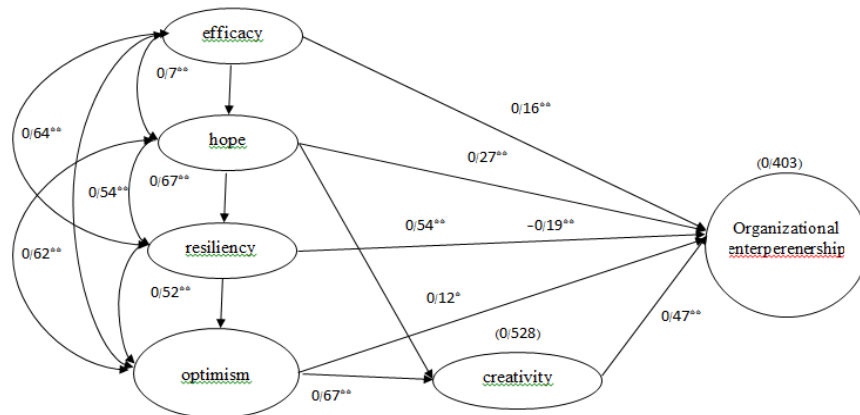 efficacy
0/7**
0/16**
0/64**
hope
0/27**
(0/403)
0/54**
0/67**
Organizational
enterperenership
resiliency
0/54**
-0/19**
0/62**
0/52**
0/12*
(0/528)
0/47**
optimism
creativity
0/67**